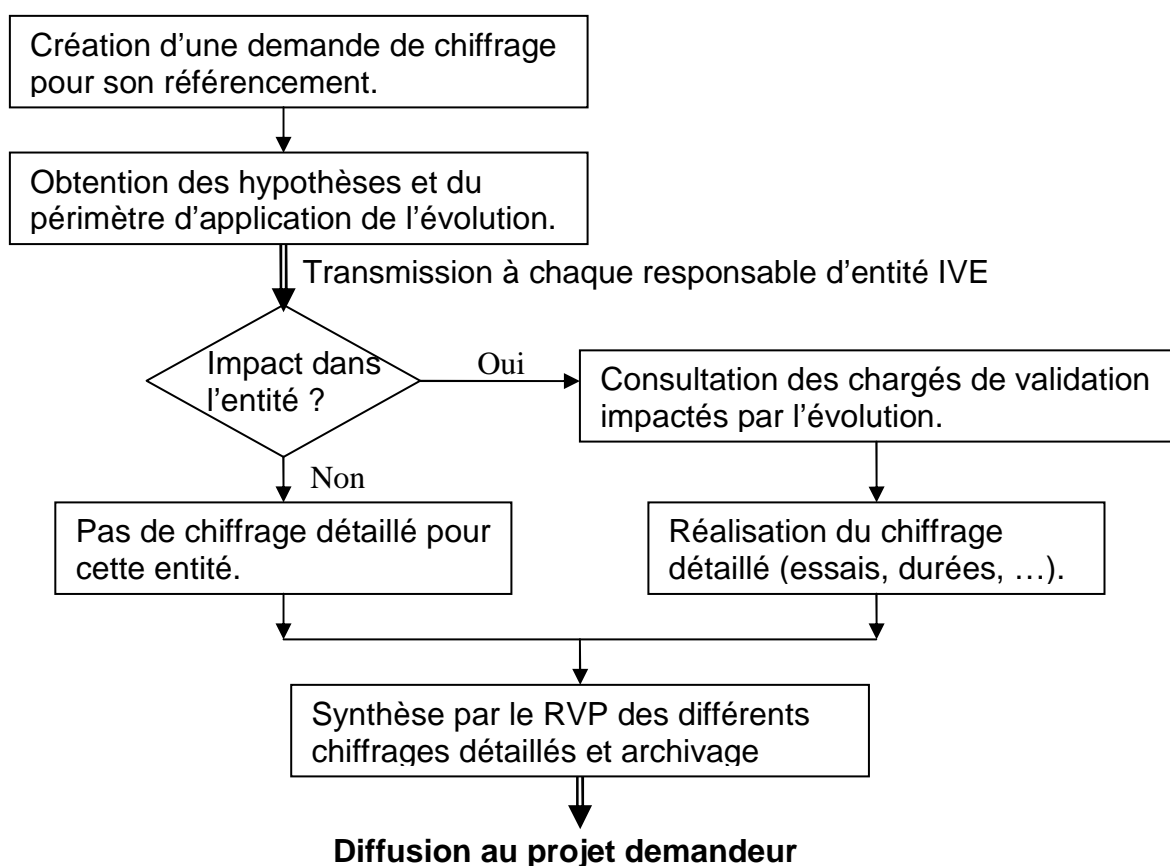 Création d’une demande de chiffrage
pour son référencement.
Obtention des hypothèses et du
périmètre d’application de l’évolution.
Transmission à chaque responsable d’entité IVE
Impact dans
l’entité ?
Oui
Consultation des chargés de validation
impactés par l’évolution.
Non
Pas de chiffrage détaillé pour
cette entité.
Réalisation du chiffrage
détaillé (essais, durées, …).
Synthèse par le RVP des différents
chiffrages détaillés et archivage
Diffusion au projet demandeur